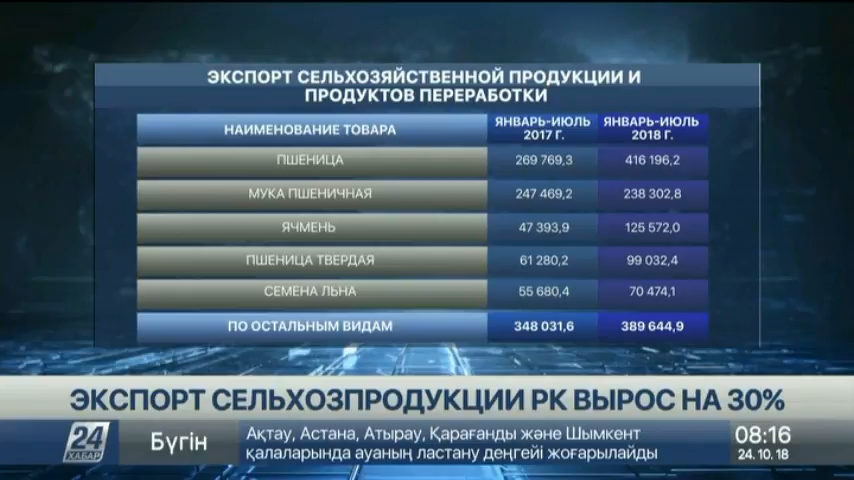 ЭКСПОРТ СЕЛЬХОЗЯЙСТВЕННОЙ ПРОДУКЦИИ И
ПРОДУКТОВ ПЕРЕРАБОТКИ
НАИМЕНОВАНИЕ ТОВАРА ЯНВАРЬ-ИЮЛЬ 2017 Г. ЯНВАРЬ-ИЮЛЬ 2018 Г.
ПШЕНИЦА 269 769,3 416 196,2
МУКА ПШЕНИЧНАЯ 247 469,2 238 302,8
ЯЧМЕНЬ 47 393,9 125 572,0
ПШЕНИЦА ТВЕРДАЯ 61 280,2 99 032,4
СЕМЕНА ЛЬНА 55 680,4 70 474,1
ПО ОСТАЛЬНЫМ ВИДАМ 348 031,6 389 644,9
ЭКСПОРТ СЕЛЬХОЗПРОДУКЦИИ РК ВЫРОС НА 30%
24
ХАБАР
Бүгін
Ақтау, Астана, Атырау, Қарағанды және Шымкент
қалаларында ауаның ластану деңгейі жоғарылайды
08:16
24. 10. 18